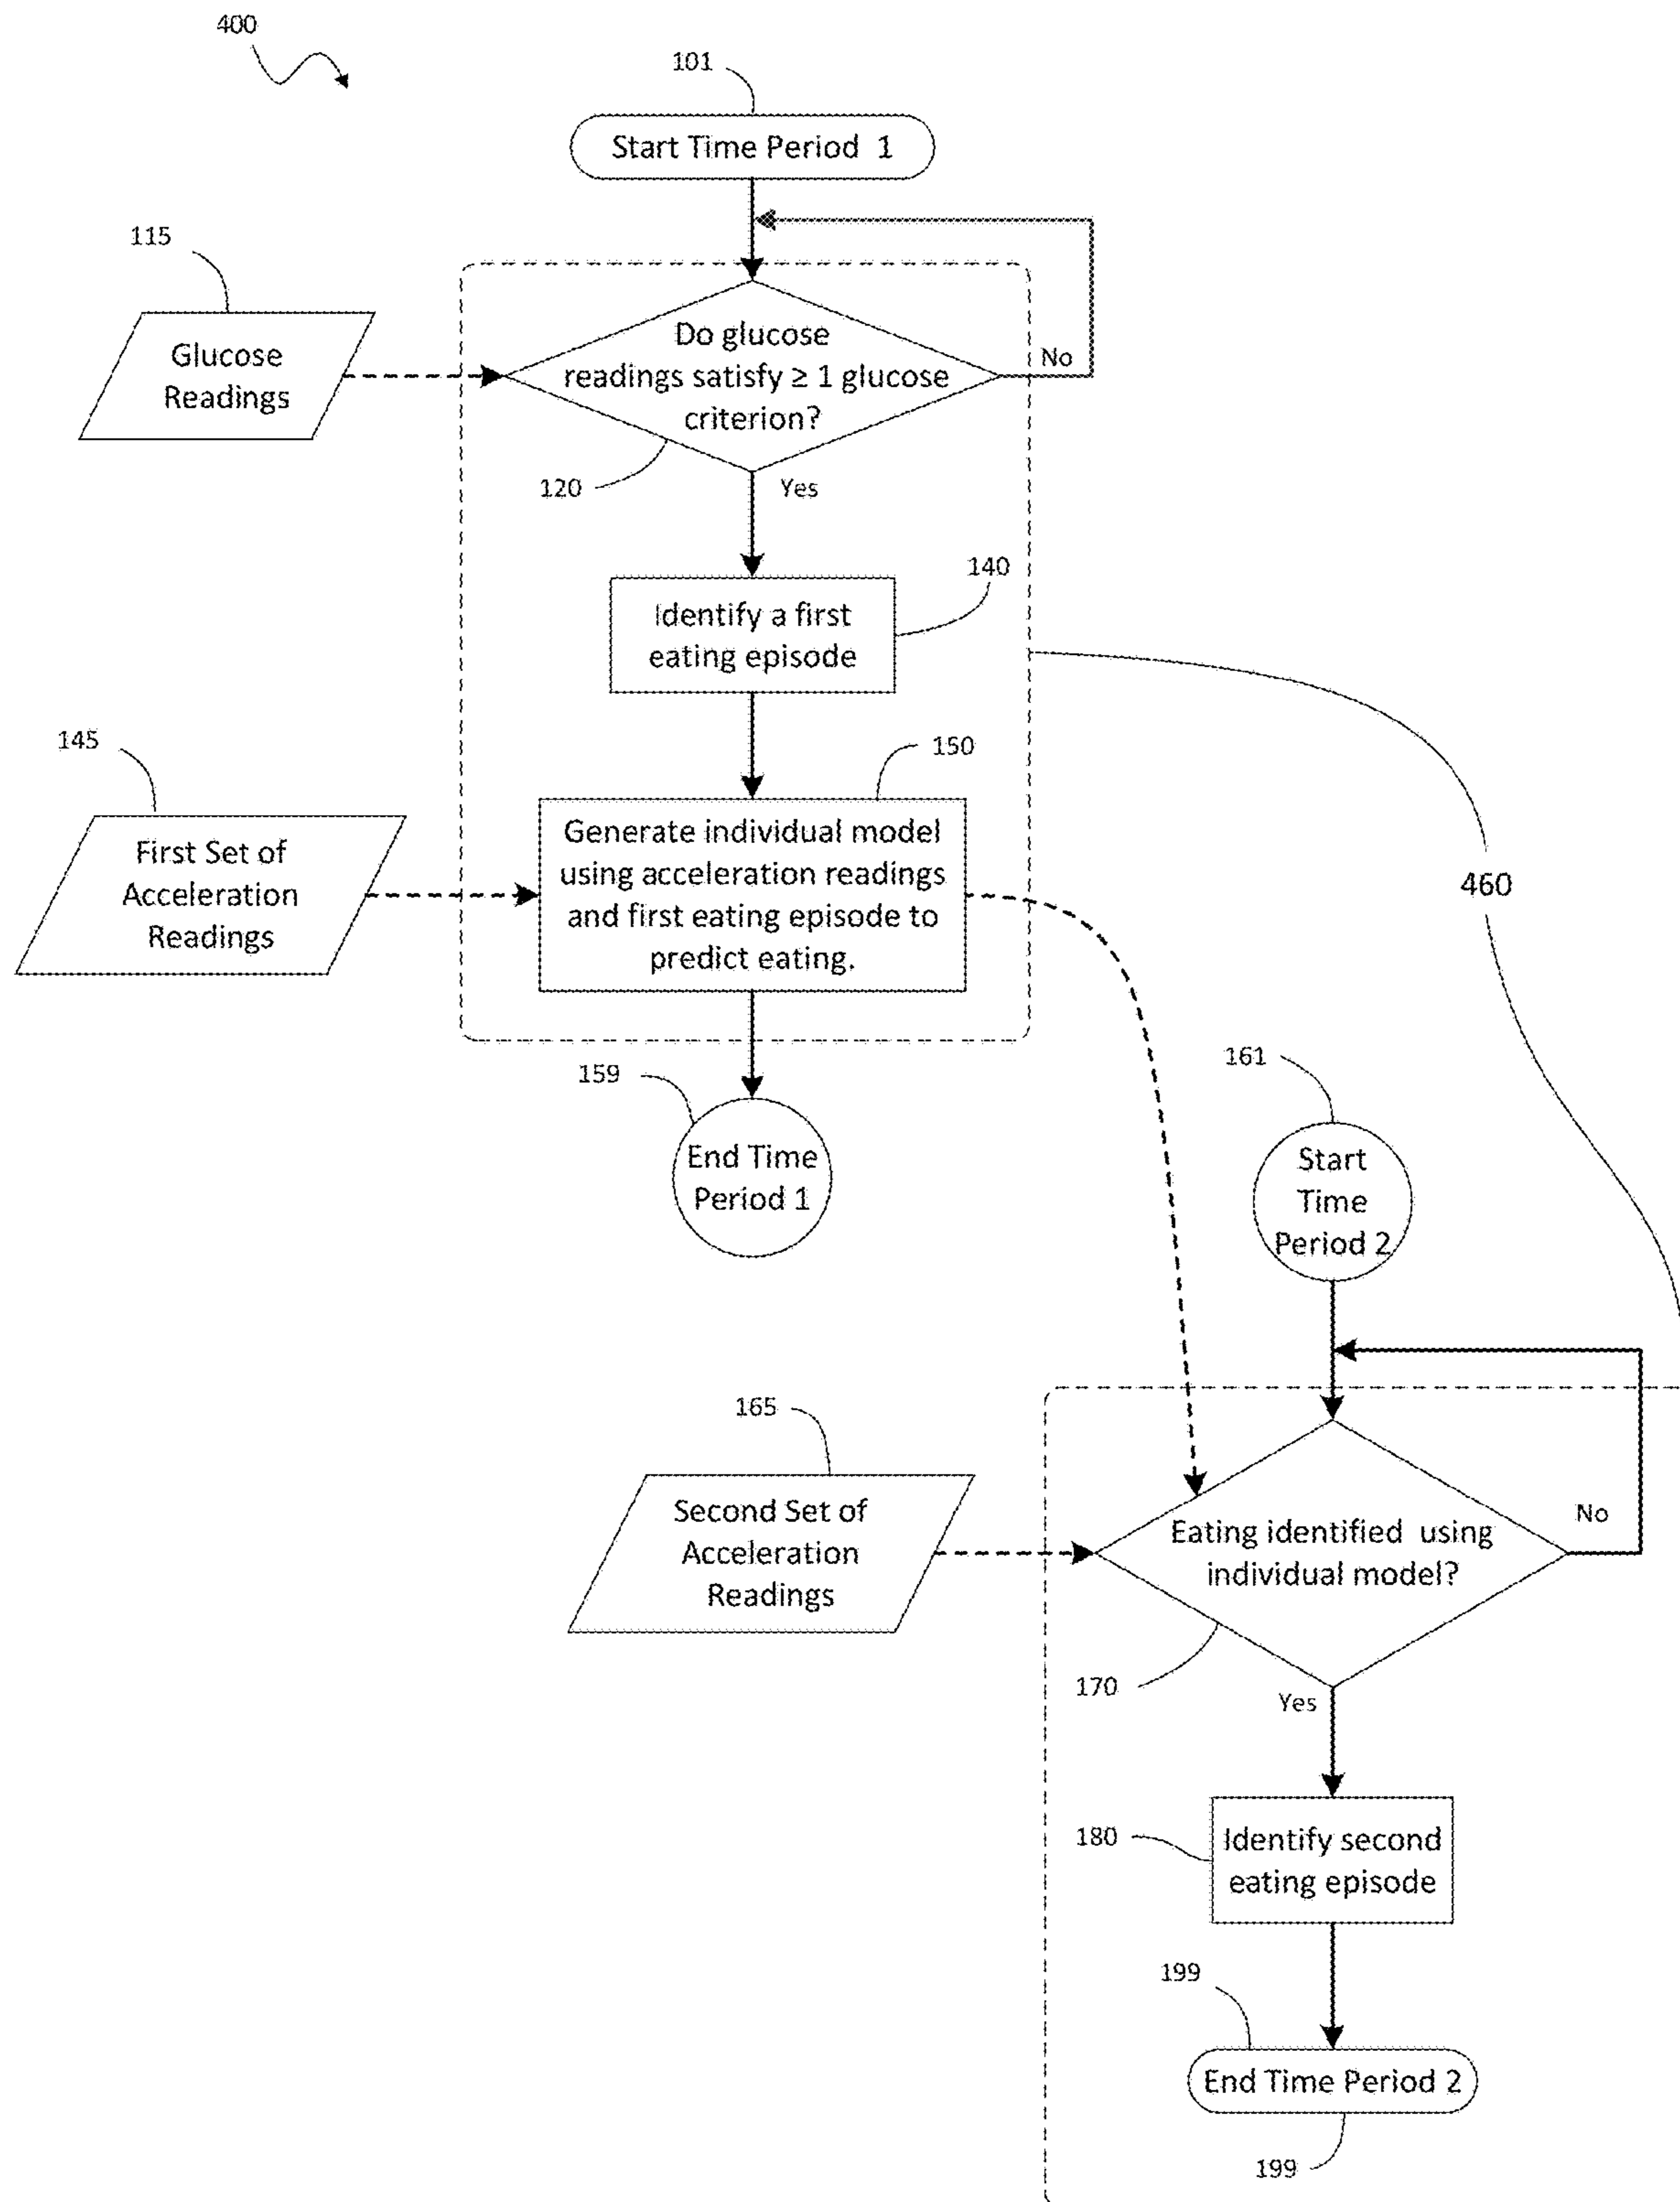 400
101
Start Time Period 1
115
Glucose
Readings
Do glucose
readings satisfy ≥ 1 glucose
criterion?
No
120
Yes
140
Identify a first
eating episode
145
150
First Set of
Acceleration
Readings
Generate individual model
using acceleration readings
and first eating episode to
predict eating.
460
159
End Time
Period 1
161
Start
Time
Period 2
165
Second Set of
Acceleration
Readings
Eating identified using
individual model?
No
170
Yes
180
Identify second
eating episode
199
End Time Period 2
199